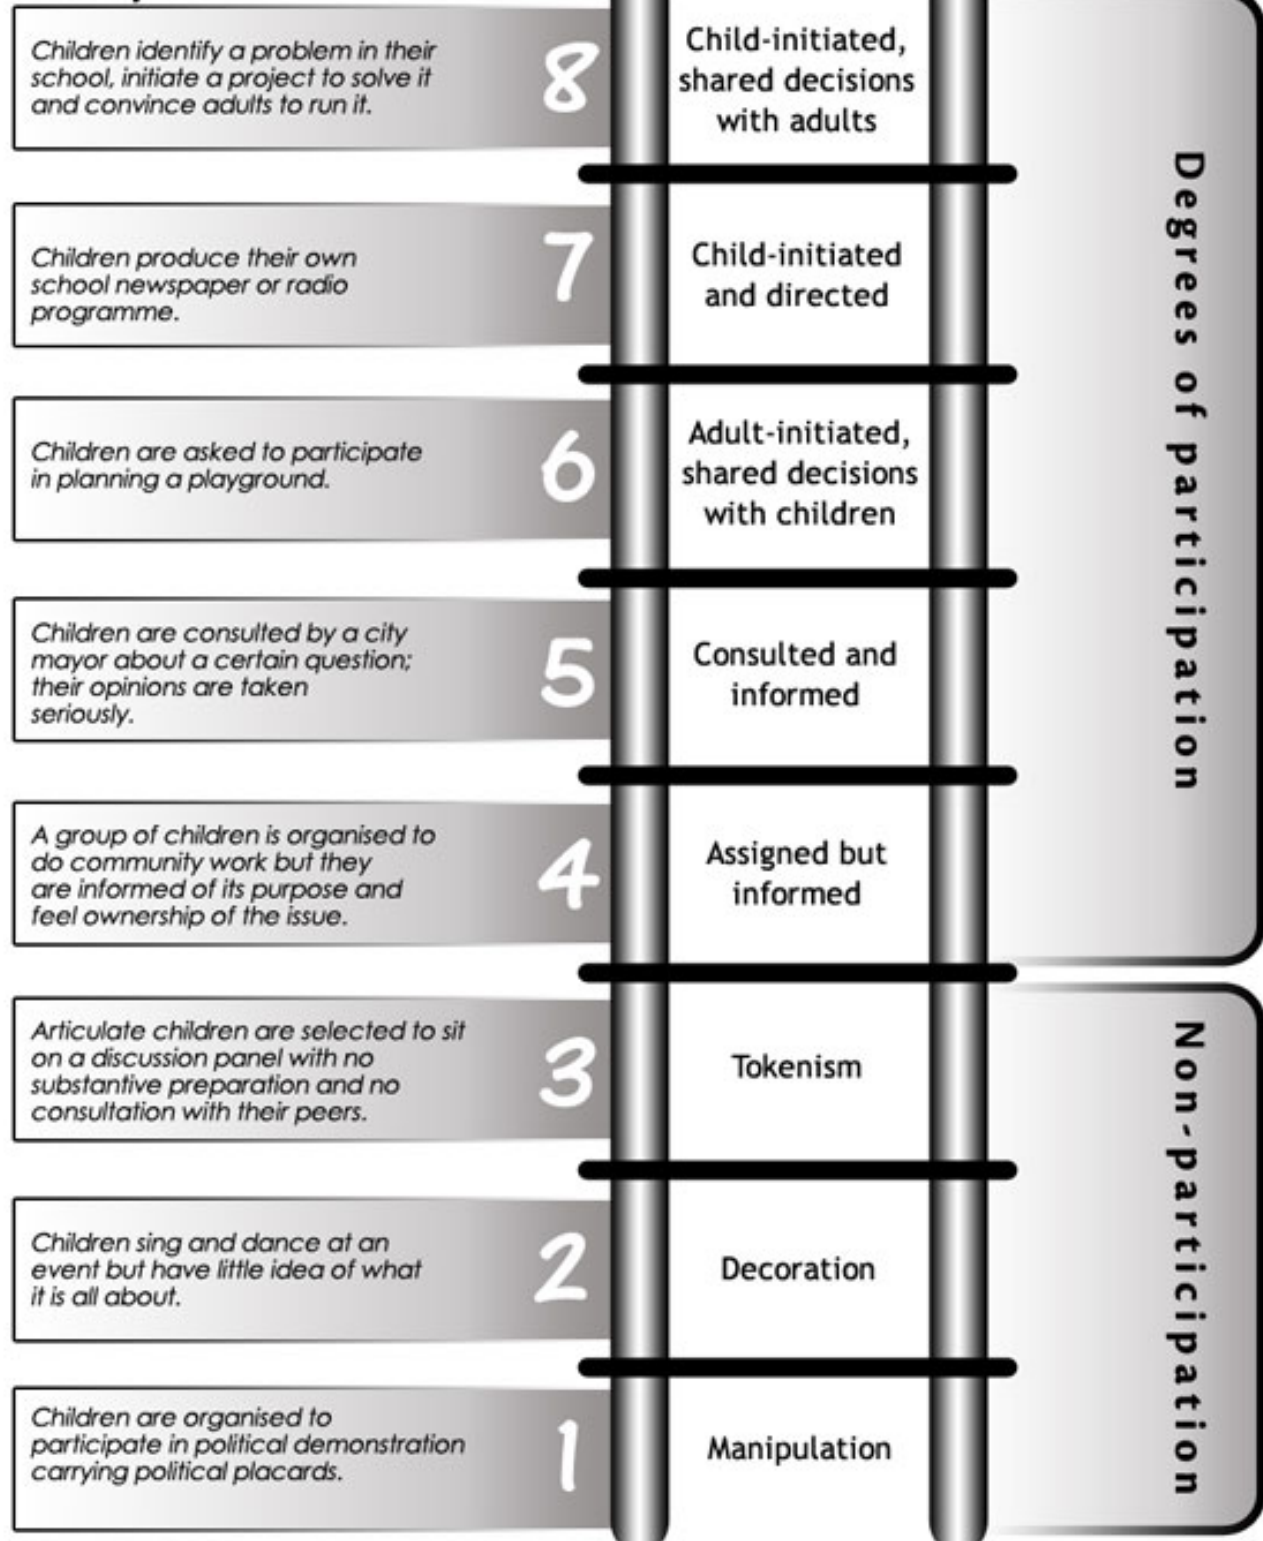 Children identify a problem in their
school, initiate a project to solve it
and convince adults to run it.
8
Child-initiated,
shared decisions
with adults
Children produce their own
school newspaper or radio
programme.
7
Child-initiated
and directed
Children are asked to participate
in planning a playground.
6
Adult-initiated,
shared decisions
with children
Children are consulted by a city
mayor about a certain question;
their opinions are taken
seriously.
5
Consulted and
informed
A group of children is organised to
do community work but they
are informed of its purpose and
feel ownership of the issue.
4
Assigned but
informed
Degrees of participation
Articulate children are selected to sit
on a discussion panel with no
substantive preparation and no
consultation with their peers.
3
Tokenism
Children sing and dance at an
event but have little idea of what
it is all about.
2
Decoration
Children are organised to
participate in political demonstration
carrying political placards.
1
Manipulation
Non-participation